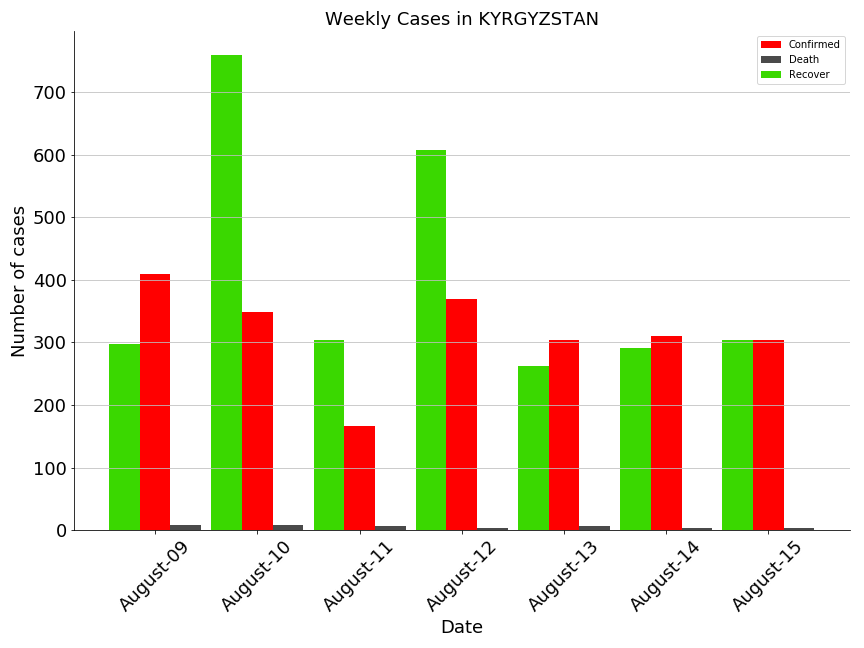 Weekly Cases in KYRGYZSTAN
Confirmed
Death
Recover
Number of cases
700
600
500
400
300
200
100
0
August-09
August-10
August-11
August-12
August-13
August-14
August-15
Date